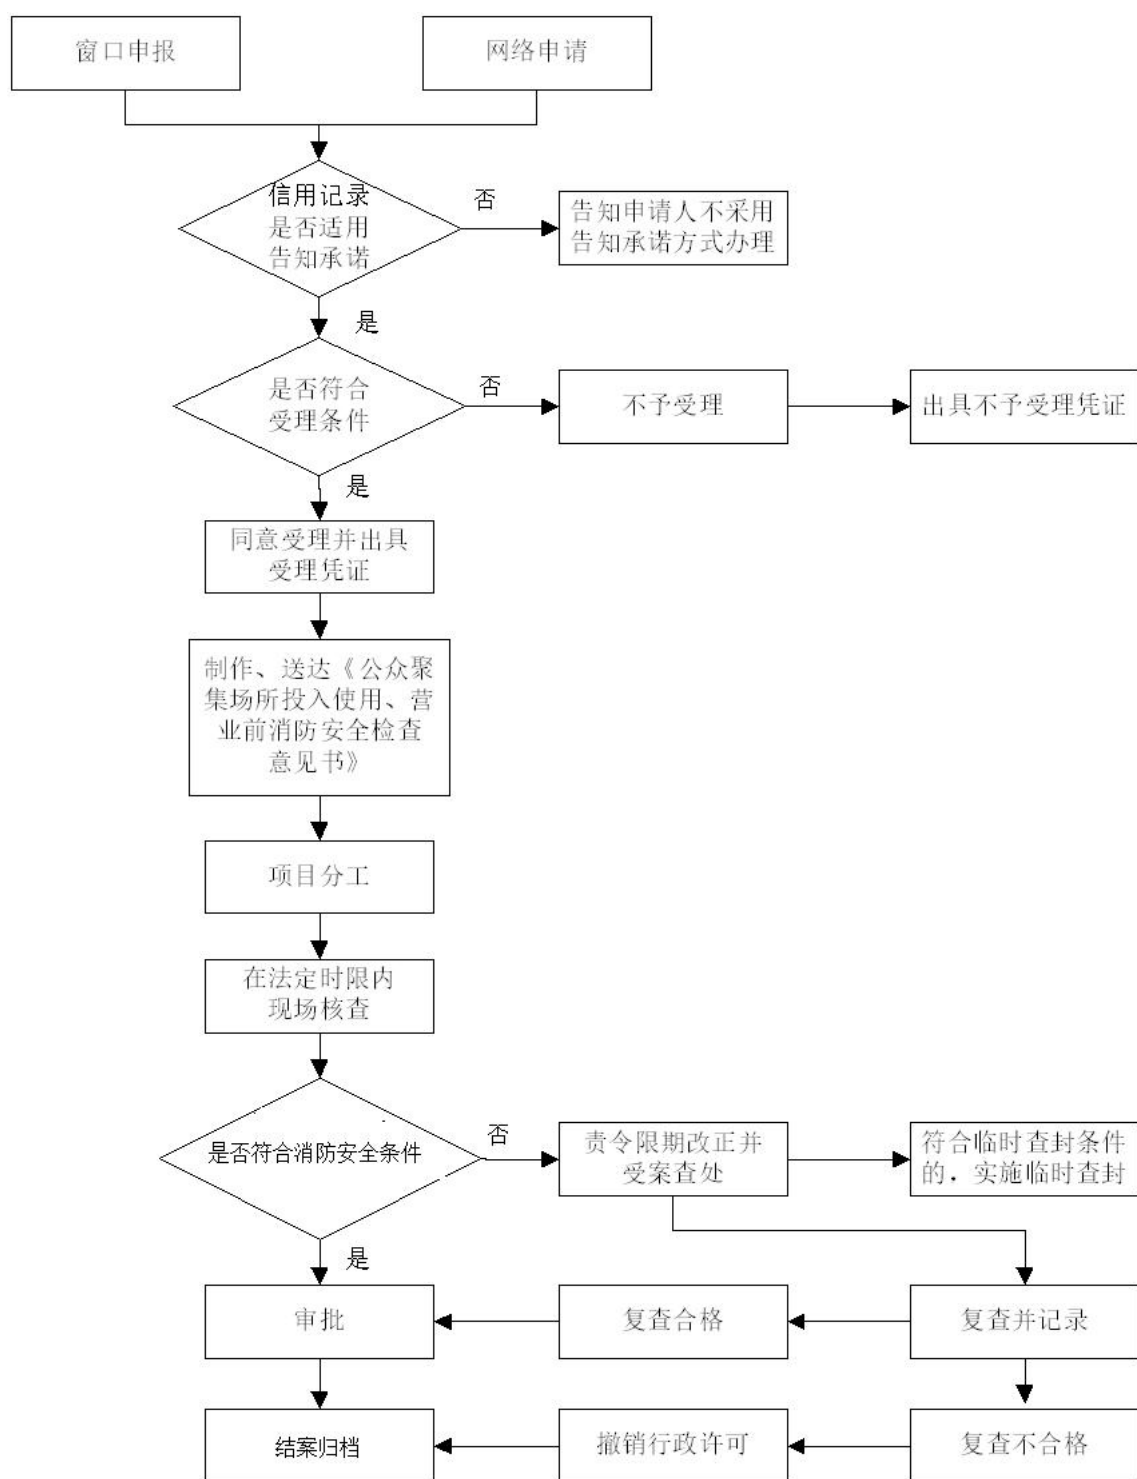 窗口申报
网络申请
信用记录
是否适用
告知承诺
否
告知申请人不采用
告知承诺方式办理
是
是否符合
受理条件
否
不予受理
出具不予受理凭证
是
同意受理并出具
受理凭证
制作、送达《公众聚
集场所投入使用、营
业前消防安全检查
意见书》
项目分工
在法定时限内
现场核查
是否符合消防安全条件
否
责令限期改正并
受案查处
符合临时查封条件
的．实施临时查封
是
审批
复查合格
复查并记录
结案归档
撤销行政许可
复查不合格